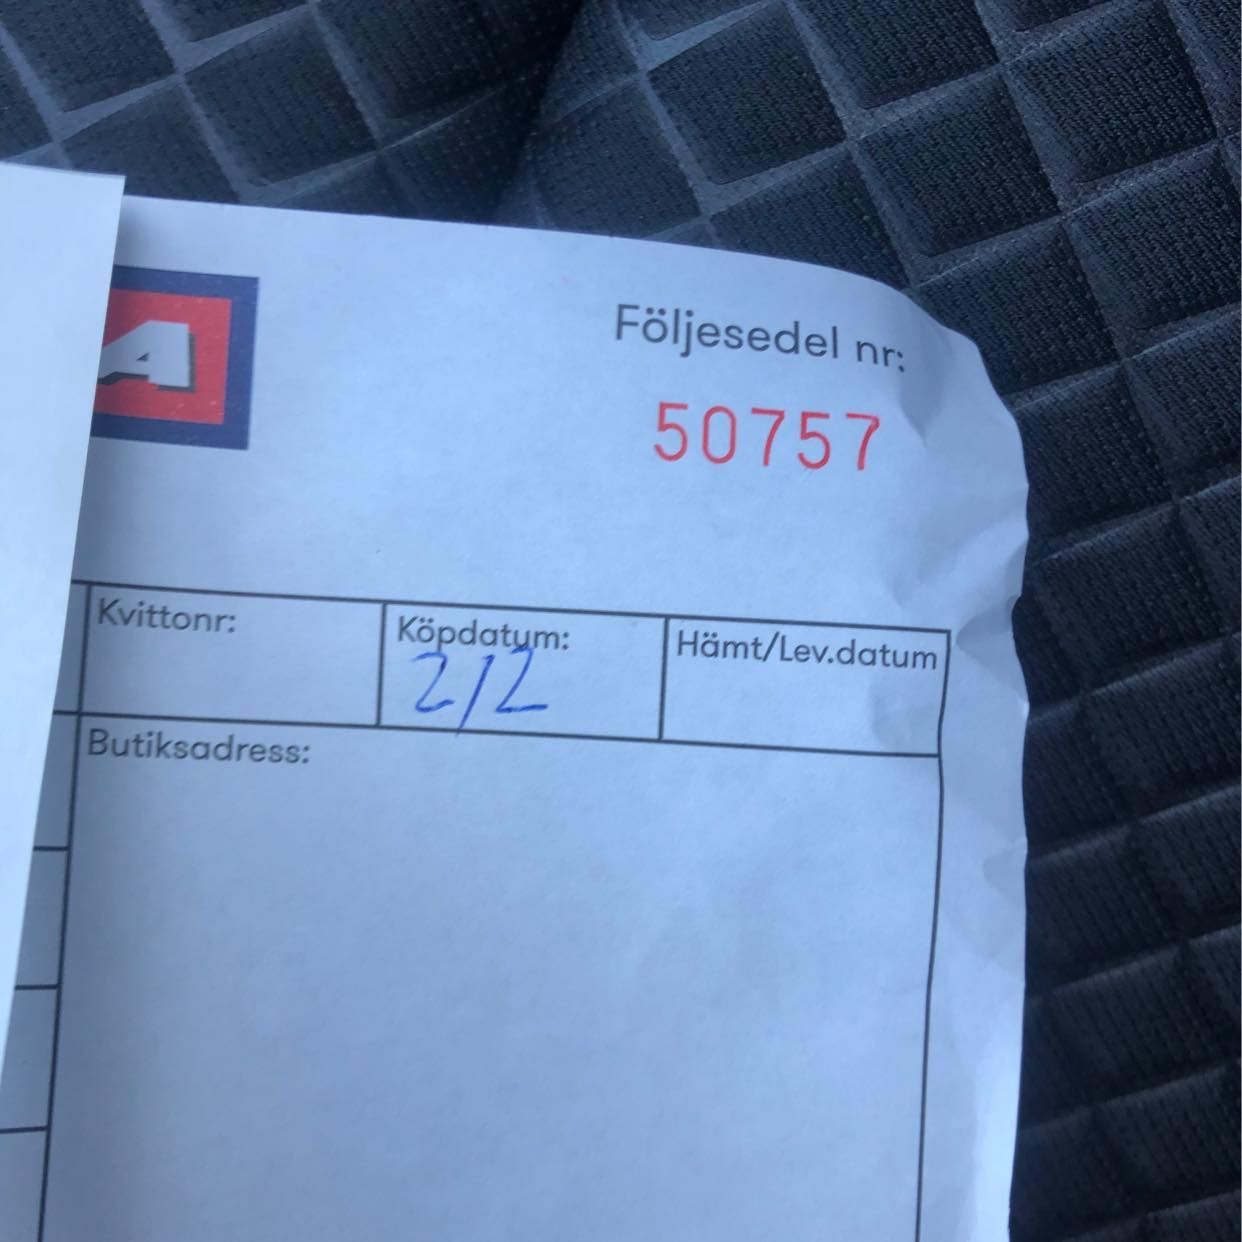 A
Följesedel nr:
50757
Kvittonr:
Köpdatum:
Hämt/Lev.datum
2/2
Butiksadress: